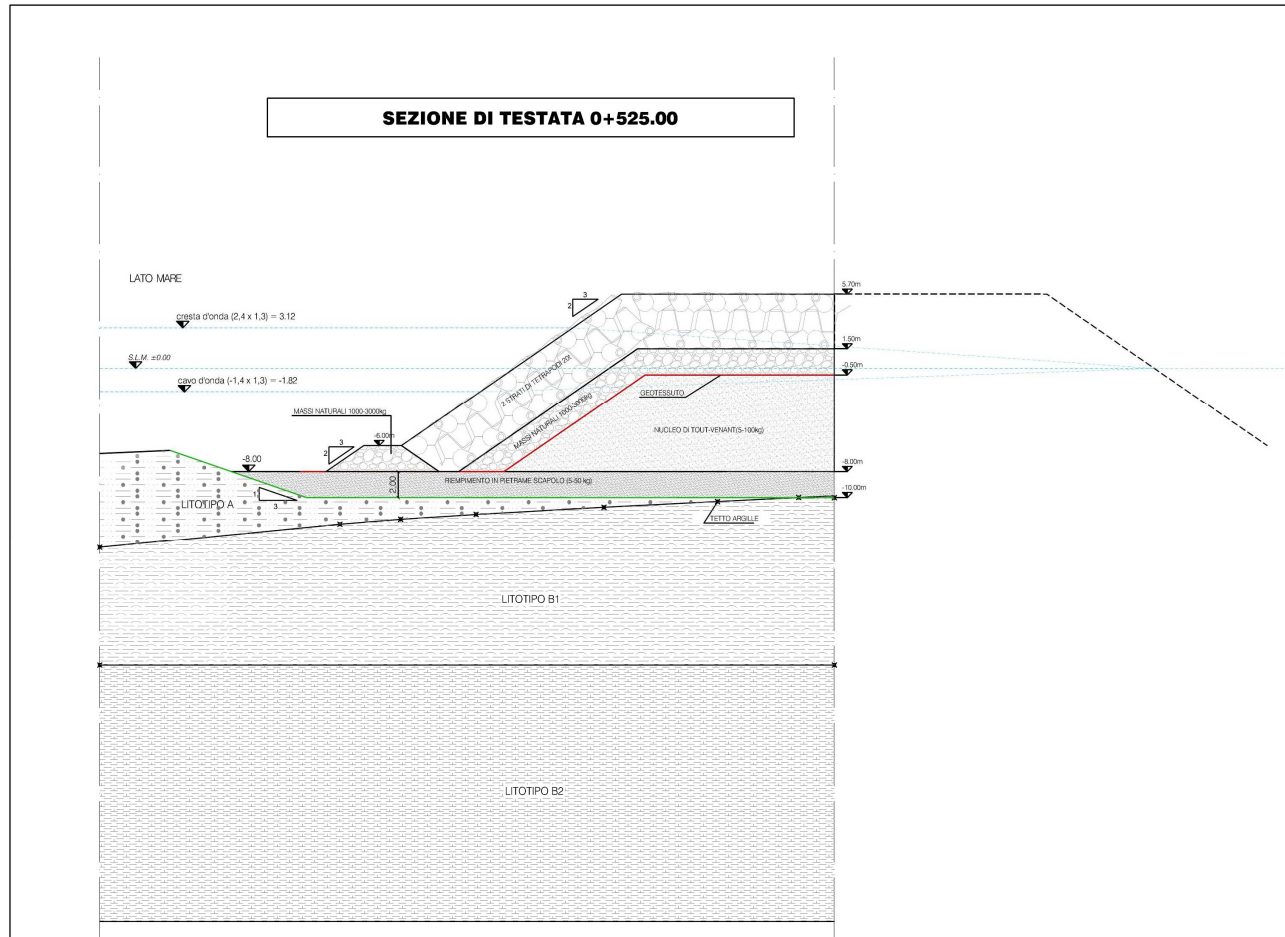 SEZIONE DI TESTATA 0+525.00
LATO MARE
5.70m
3
2
cresta d'onda (2,4 x 1,3) = 3.12
1.50m
S.L.M. ±0.00
-0.50m
cavo d'onda (-1,4 x 1,3) = -1.82
2 STRATI DI TETRAPODI 20t
GEOTESSUTO
MASSI NATURALI 1000-3000kg
MASSI NATURALI 1000-3000kg
NUCLEO DI TOUT-VENANT(5-100kg)
-6.00m
3
2
-8.00
-8.00m
RIEMPIMENTO IN PIETRAME SCAPOLO (5-50 kg)
2.00
1
3
-10.00m
LITOTIPO A
TETTO ARGILLE
LITOTIPO B1
LITOTIPO B2